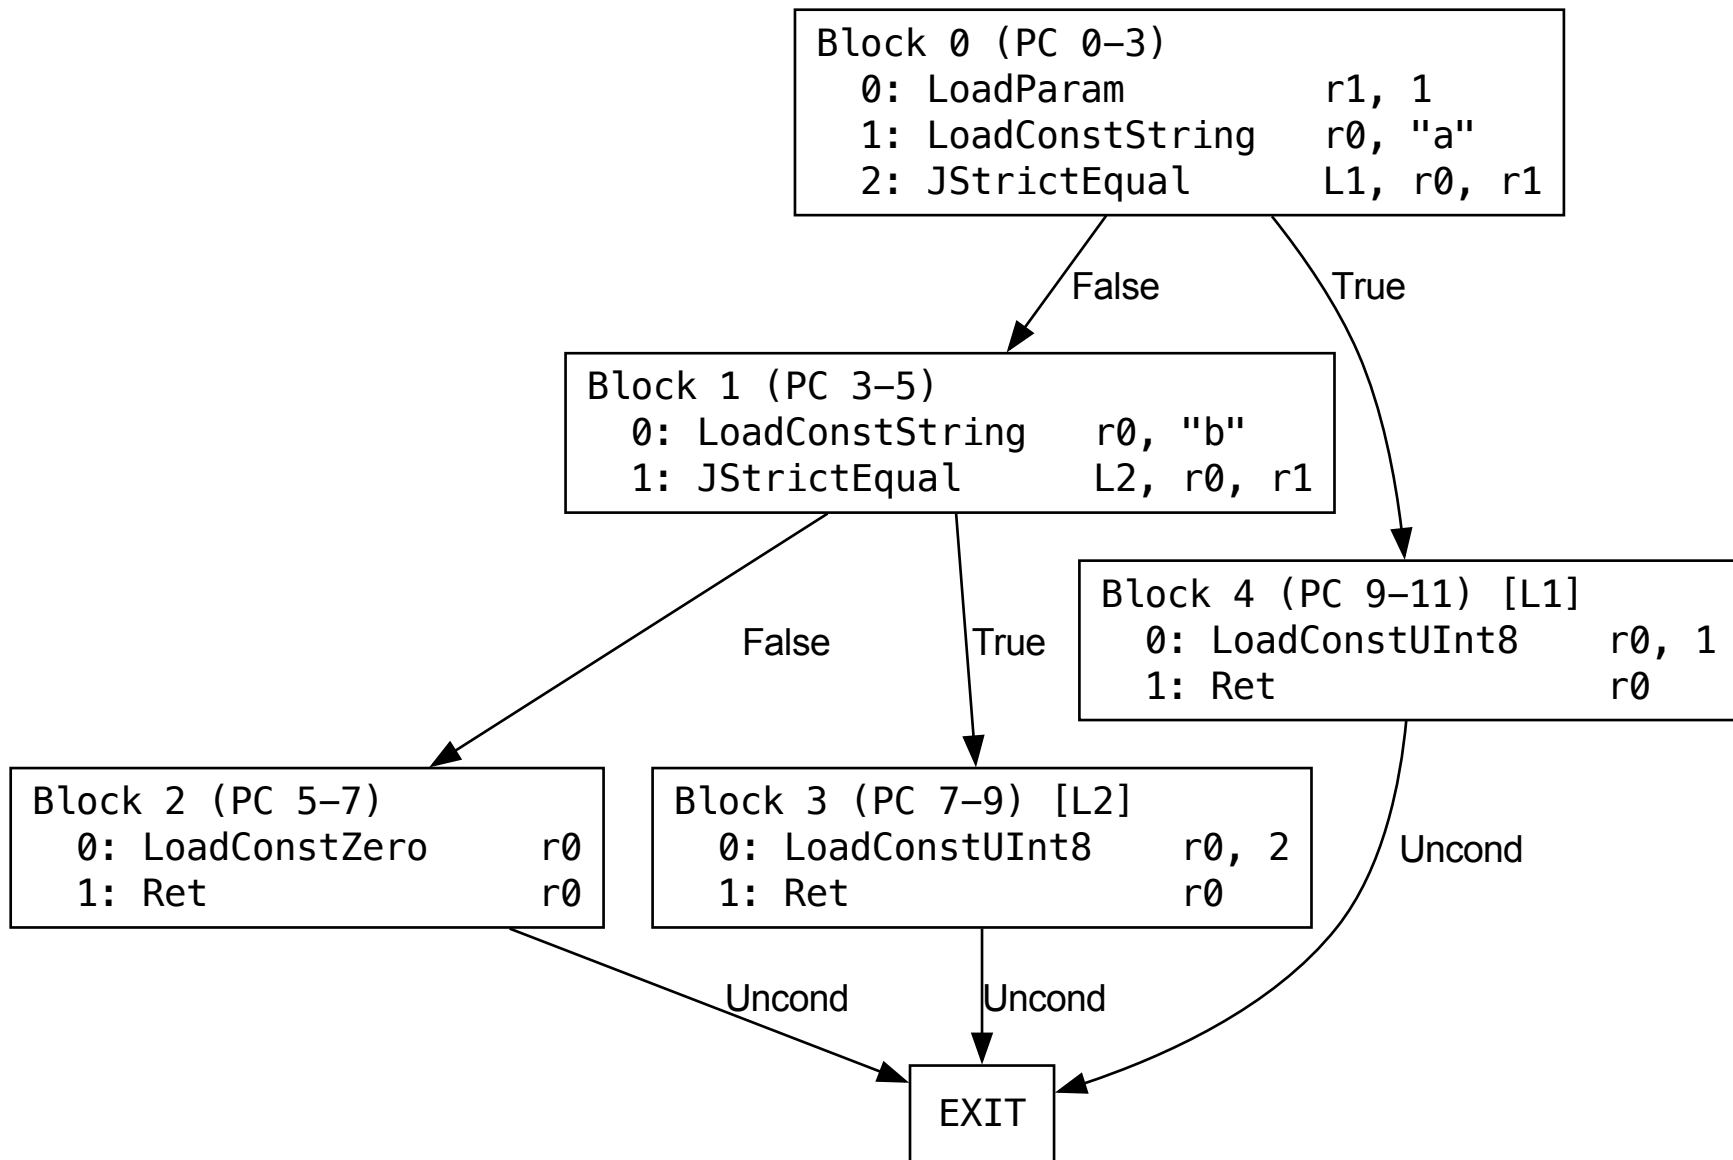 Block 0 (PC 0–3)
0: LoadParam r1, 1
1: LoadConstString r0, "a"
2: JStrictEqual L1, r0, r1
False
True
Block 1 (PC 3–5)
0: LoadConstString r0, "b"
1: JStrictEqual L2, r0, r1
Block 4 (PC 9–11) [L1]
0: LoadConstUInt8 r0, 1
1: Ret r0
False
True
Block 2 (PC 5–7)
0: LoadConstZero r0
1: Ret r0
Block 3 (PC 7–9) [L2]
0: LoadConstUInt8 r0, 2
1: Ret r0
Uncond
Uncond
Uncond
EXIT